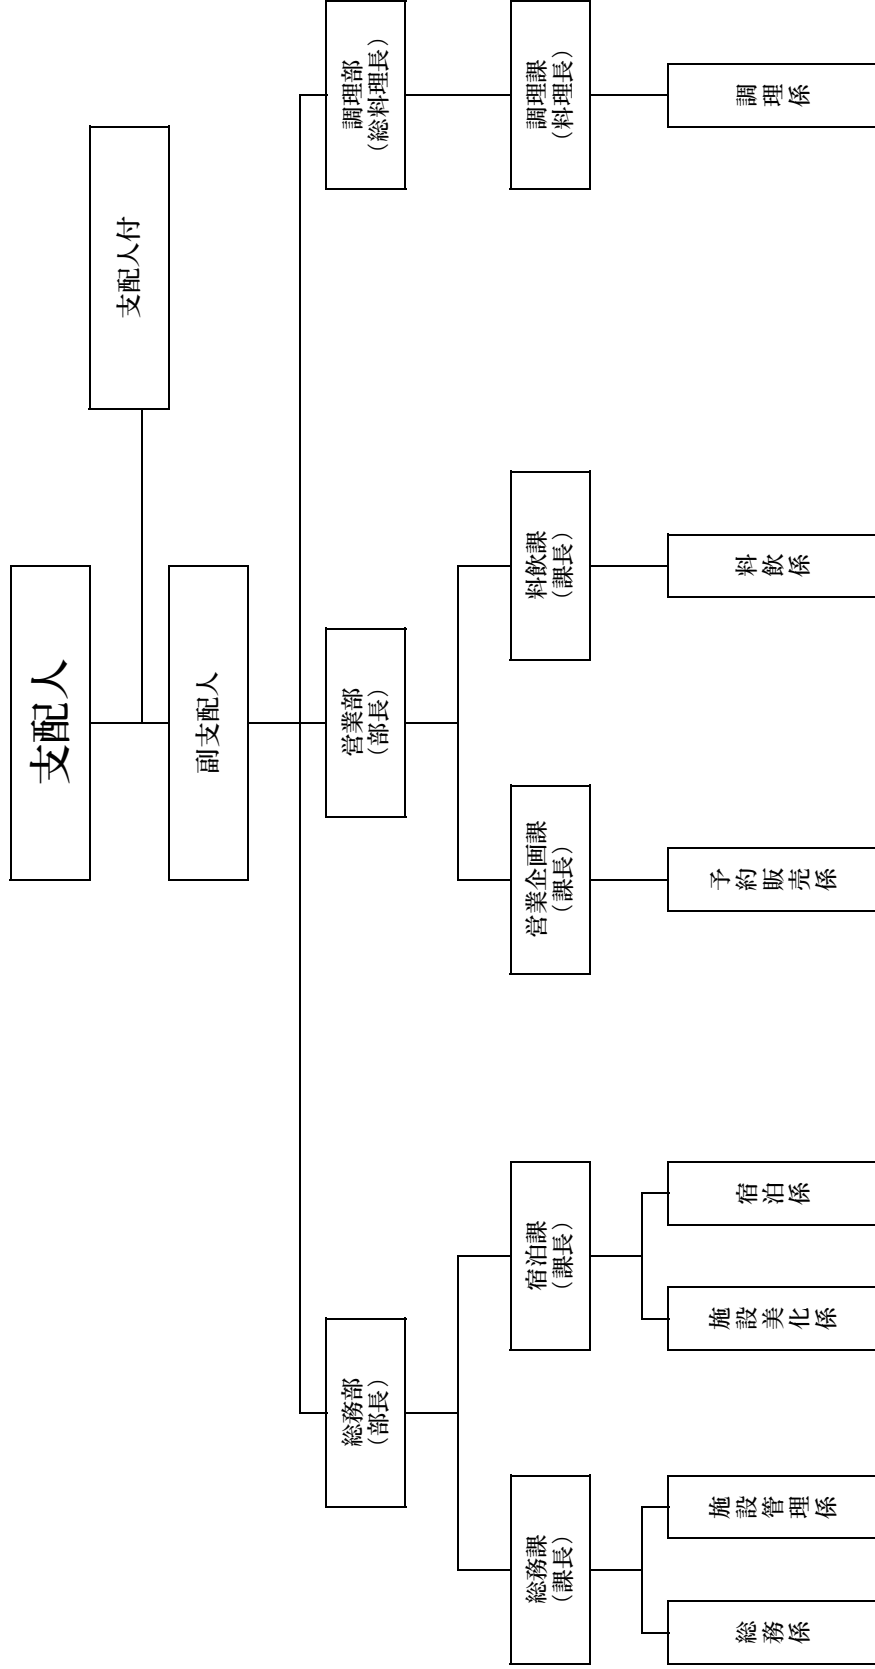 支配人
支配人付
副支配人
総務部
（部長）
営業部
（部長）
調理部
（総料理長）
総務課
（課長）
宿泊課
（課長）
営業企画課
（課長）
料飲課
（課長）
調理課
（料理長）
総務係
施設管理係
施設美化係
宿泊係
予約販売係
料飲係
調理係